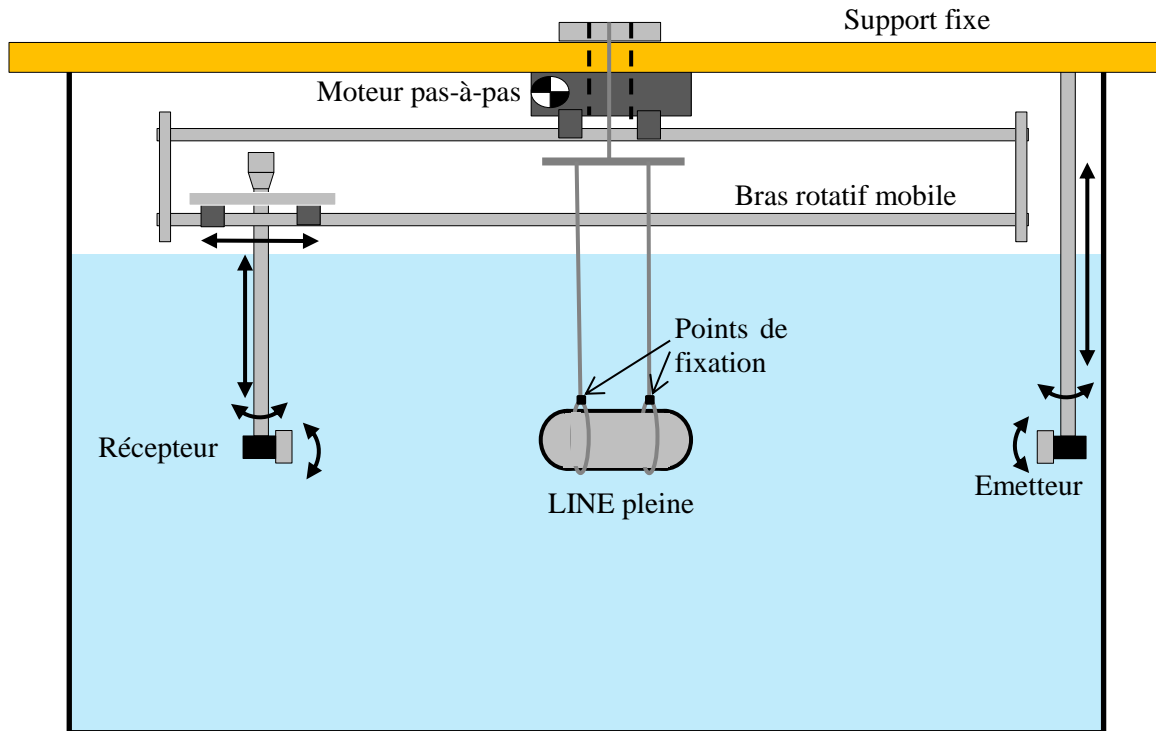 Support fixe
Moteur pas-à-pas
Bras rotatif mobile
Points de
fixation
Récepteur
Emetteur
LINE pleine